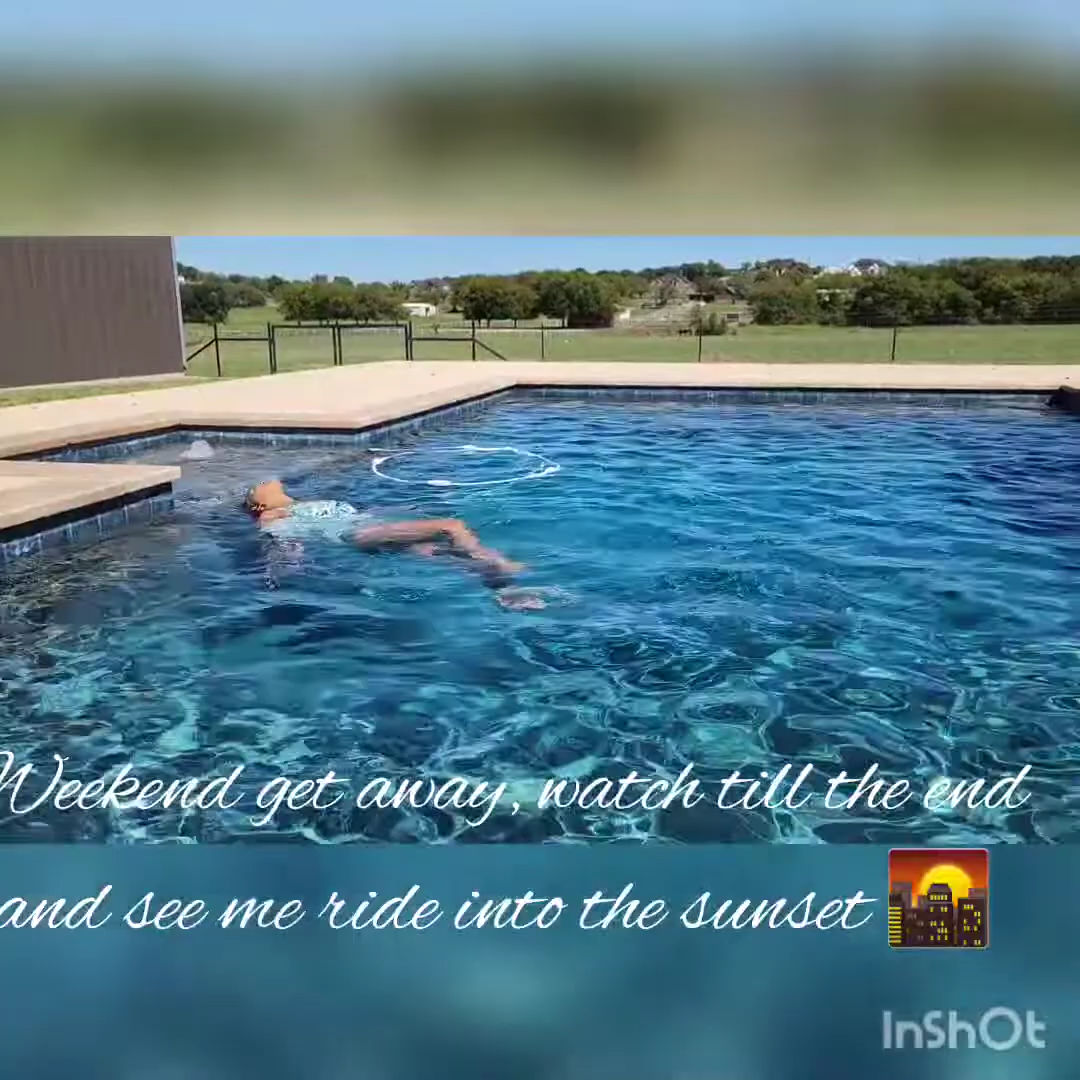 Weekend get away, watch till the end
and see me ride into the sunset 🌇
InShOt